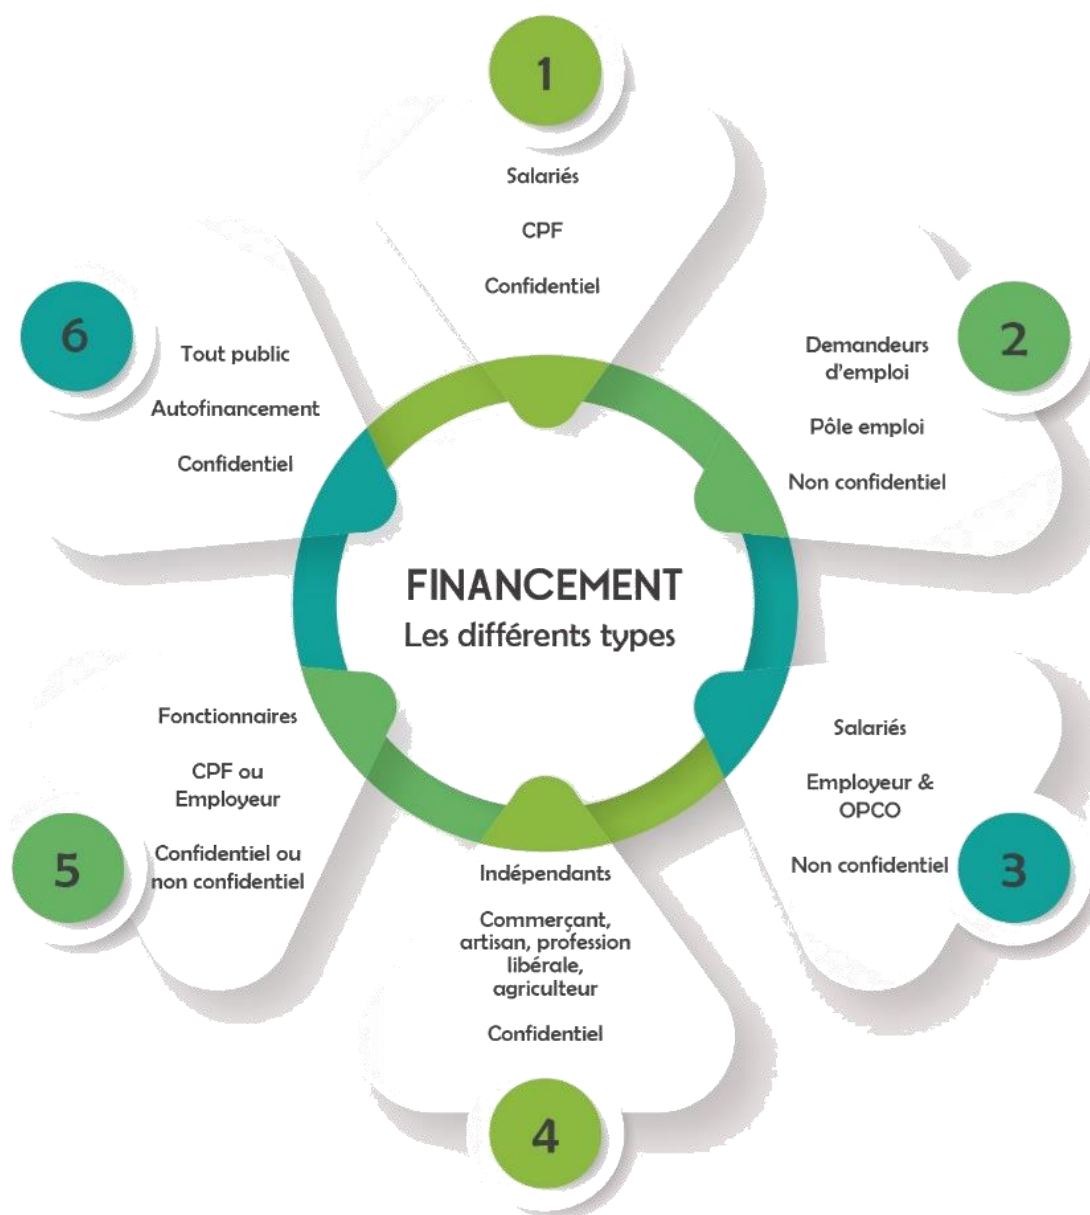 FINANCEMENT
Les différents types
1
Salariés
CPF
Confidentiel
2
Demandeurs
d'emploi
Pôle emploi
Non confidentiel
3
Salariés
Employeur &
OPCO
Non confidentiel
4
Indépendants
Commerçant,
artisan, profession
libérale,
agriculteur
Confidentiel
5
Fonctionnaires
CPF ou
Employeur
Confidentiel ou
non confidentiel
6
Tout public
Autofinancement
Confidentiel